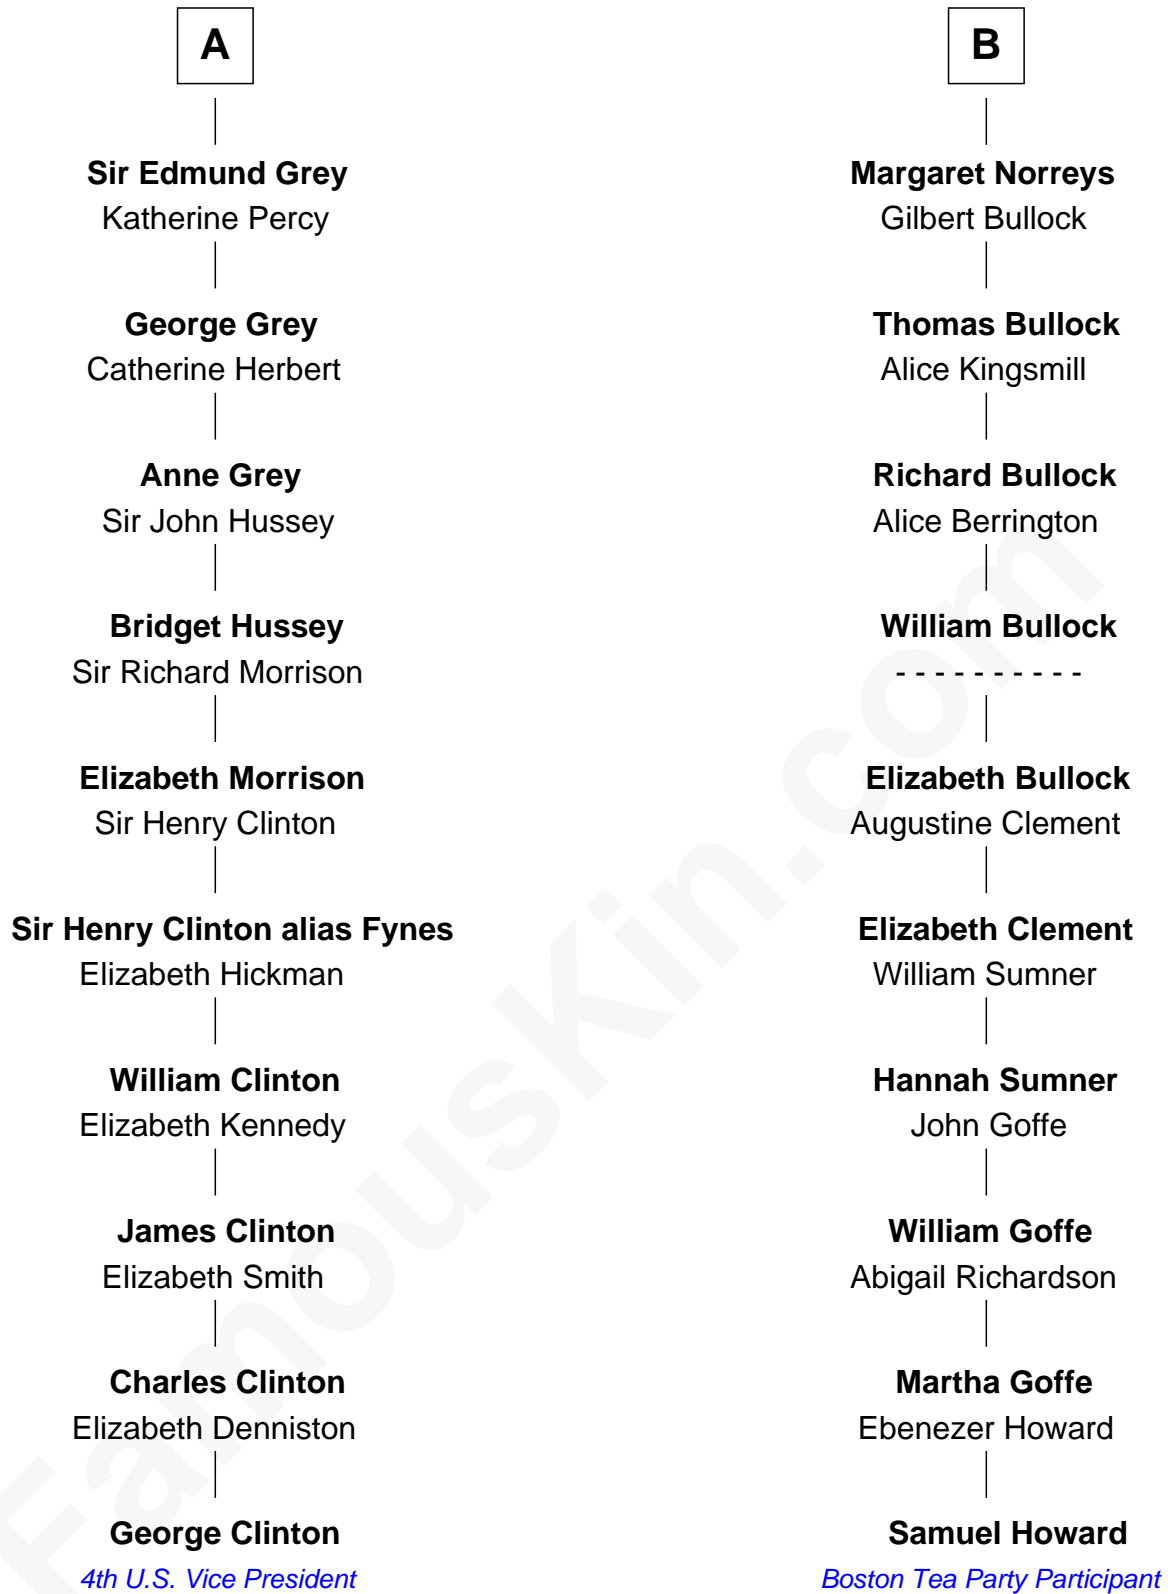 A
Sir Edmund Grey
Katherine Percy
George Grey
Catherine Herbert
Anne Grey
Sir John Hussey
Bridget Hussey
Sir Richard Morrison
Elizabeth Morrison
Sir Henry Clinton
Sir Henry Clinton alias Fynes
Elizabeth Hickman
William Clinton
Elizabeth Kennedy
James Clinton
Elizabeth Smith
Charles Clinton
Elizabeth Denniston
George Clinton
4th U.S. Vice President
B
Margaret Norreys
Gilbert Bullock
Thomas Bullock
Alice Kingsmill
Richard Bullock
Alice Berrington
William Bullock
- - - - - - - - - -
Elizabeth Bullock
Augustine Clement
Elizabeth Clement
William Sumner
Hannah Sumner
John Goffe
William Goffe
Abigail Richardson
Martha Goffe
Ebenezer Howard
Samuel Howard
Boston Tea Party Participant
FamousKin.com